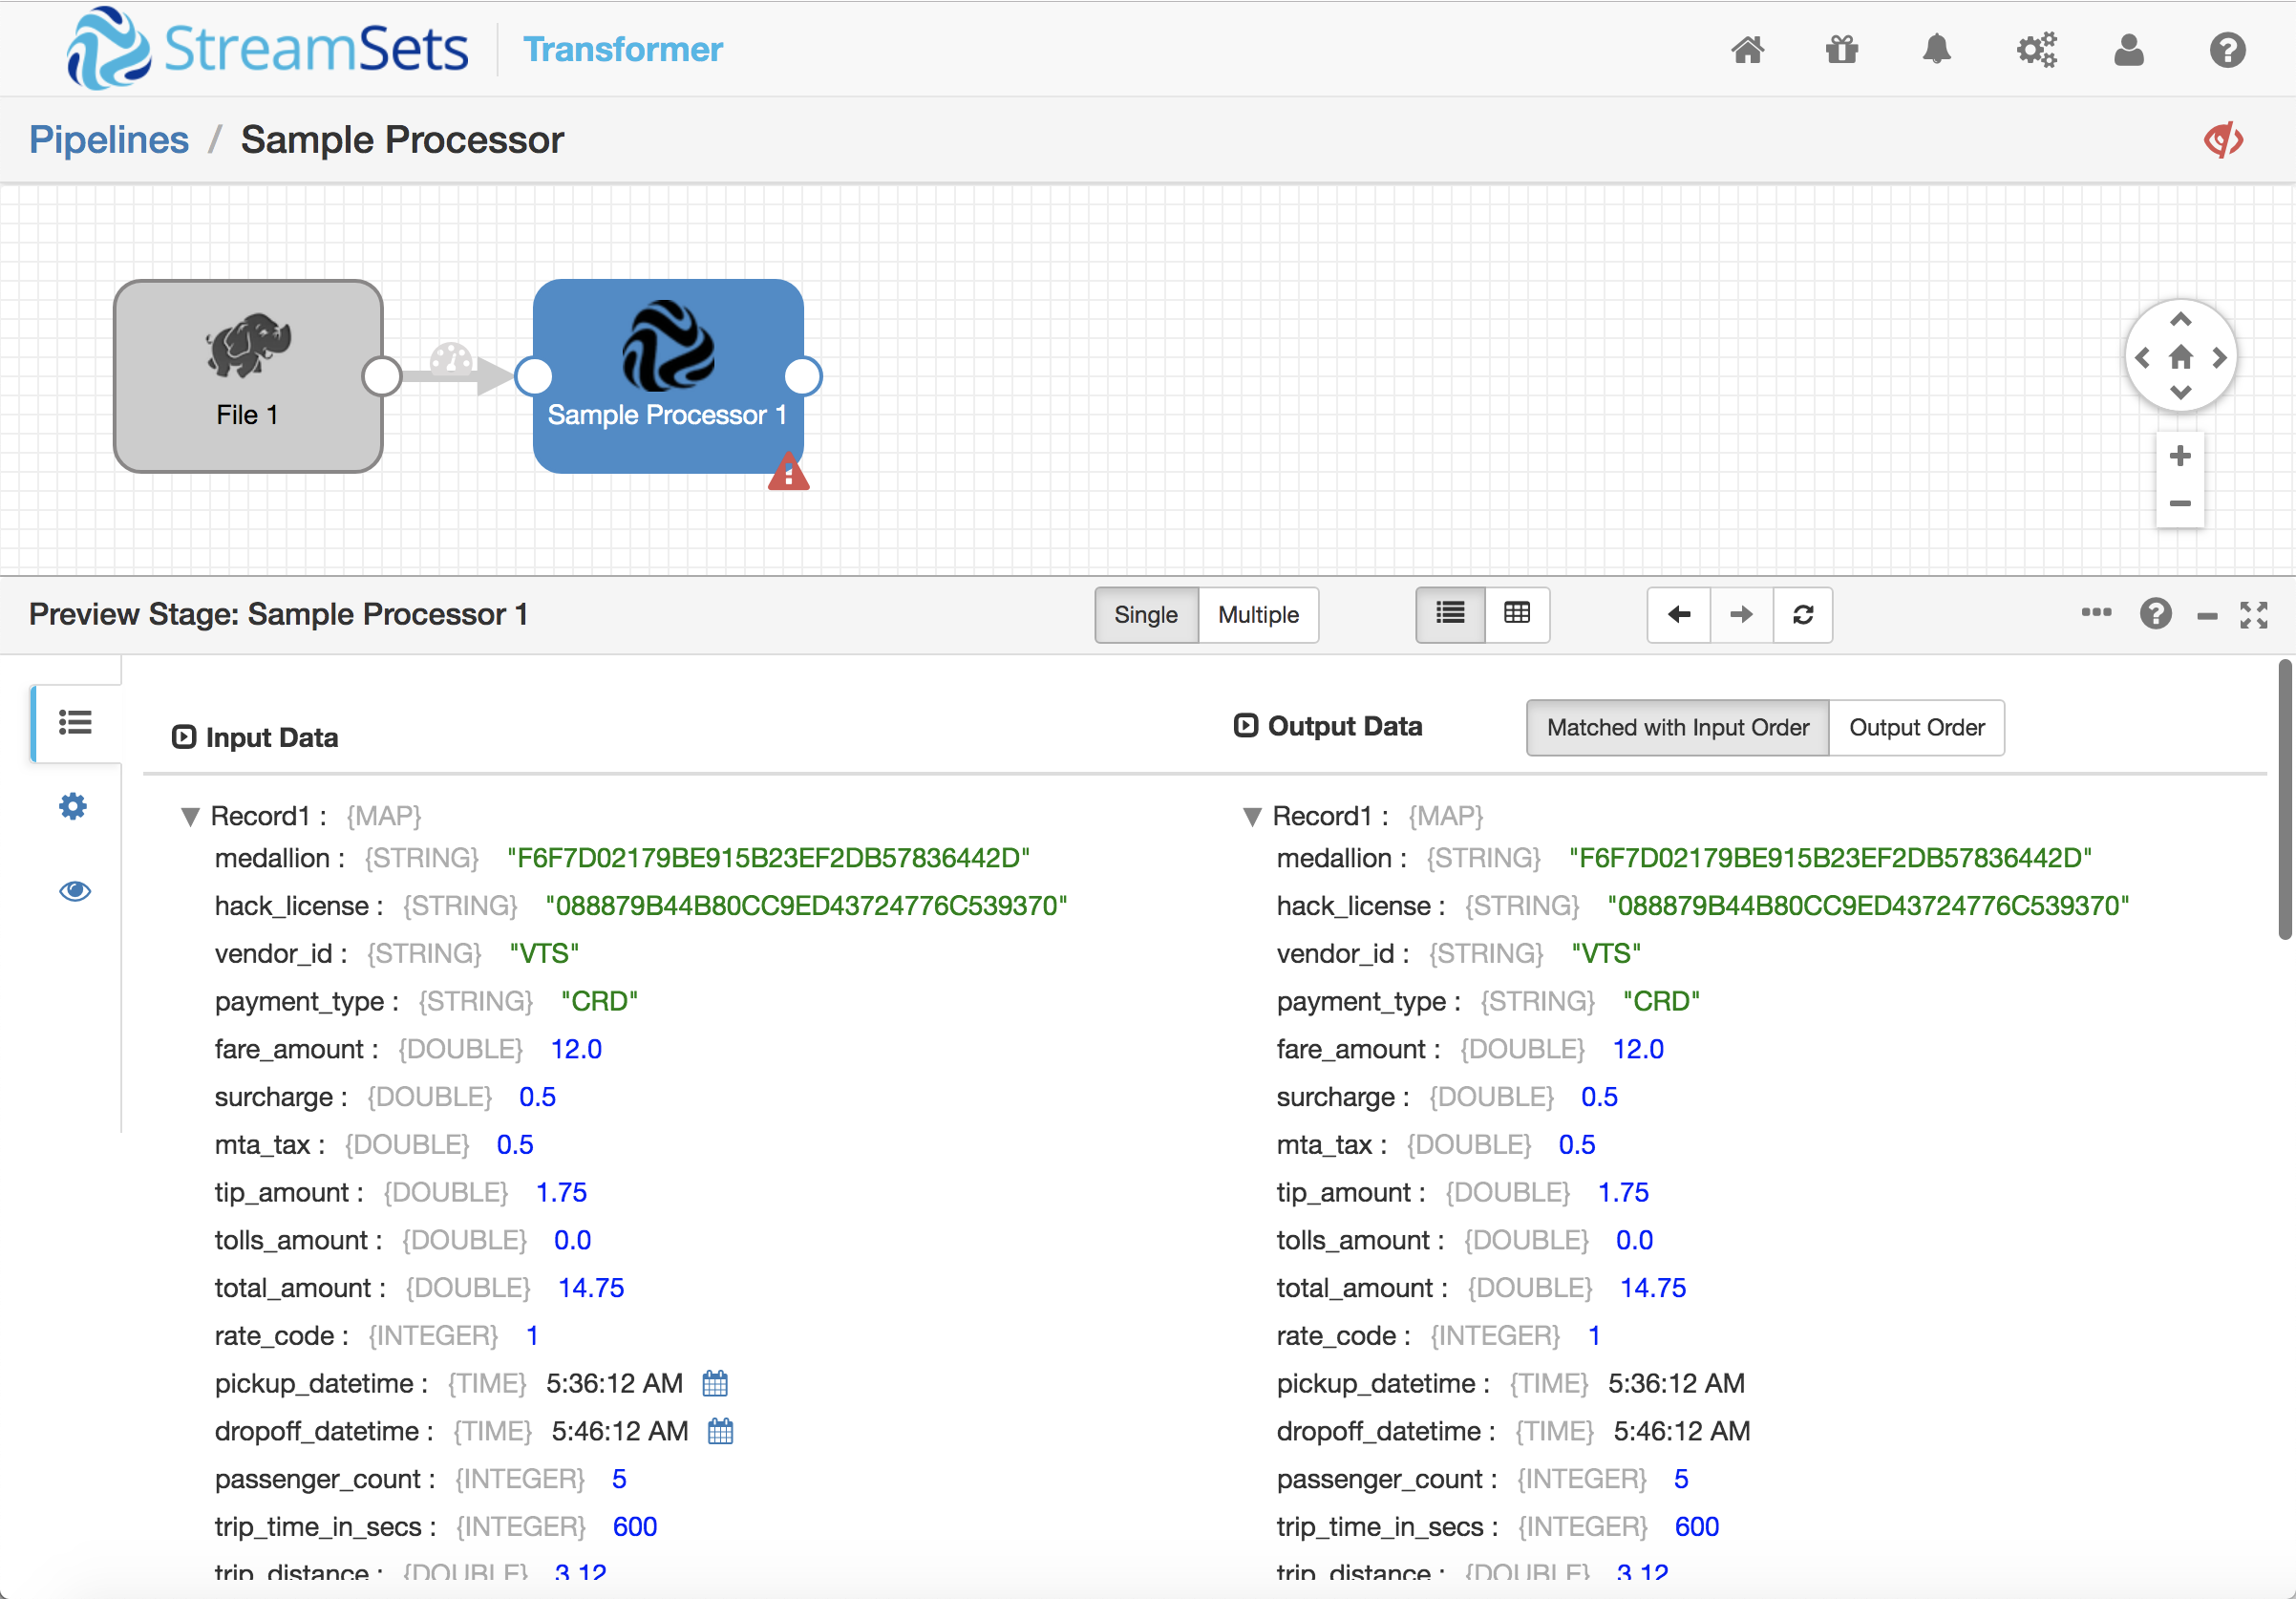 StreamSets Transformer
Pipelines / Sample Processor
File 1
Sample Processor 1
Preview Stage: Sample Processor 1
Single Multiple
Input Data
Output Data
Matched with Input Order Output Order
Record1 : {MAP}
medallion : {STRING} "F6F7D02179BE915B23EF2DB57836442D"
hack_license : {STRING} "088879B44B80CC9ED43724776C539370"
vendor_id : {STRING} "VTS"
payment_type : {STRING} "CRD"
fare_amount : {DOUBLE} 12.0
surcharge : {DOUBLE} 0.5
mta_tax : {DOUBLE} 0.5
tip_amount : {DOUBLE} 1.75
tolls_amount : {DOUBLE} 0.0
total_amount : {DOUBLE} 14.75
rate_code : {INTEGER} 1
pickup_datetime : {TIME} 5:36:12 AM
dropoff_datetime : {TIME} 5:46:12 AM
passenger_count : {INTEGER} 5
trip_time_in_secs : {INTEGER} 600
trip_distance : {DOUBLE} 3.12
Record1 : {MAP}
medallion : {STRING} "F6F7D02179BE915B23EF2DB57836442D"
hack_license : {STRING} "088879B44B80CC9ED43724776C539370"
vendor_id : {STRING} "VTS"
payment_type : {STRING} "CRD"
fare_amount : {DOUBLE} 12.0
surcharge : {DOUBLE} 0.5
mta_tax : {DOUBLE} 0.5
tip_amount : {DOUBLE} 1.75
tolls_amount : {DOUBLE} 0.0
total_amount : {DOUBLE} 14.75
rate_code : {INTEGER} 1
pickup_datetime : {TIME} 5:36:12 AM
dropoff_datetime : {TIME} 5:46:12 AM
passenger_count : {INTEGER} 5
trip_time_in_secs : {INTEGER} 600
trip_distance : {DOUBLE} 3.12